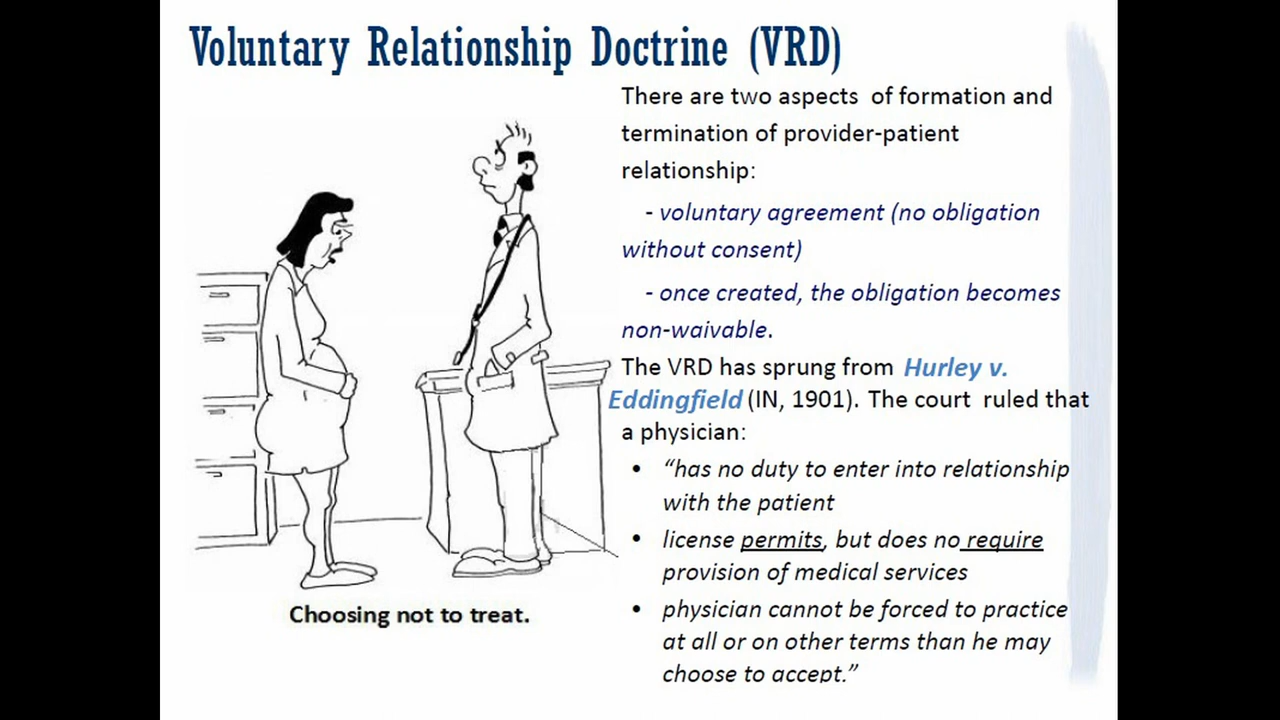 Voluntary Relationship Doctrine (VRD)
There are two aspects of formation and
termination of provider-patient
relationship:
- voluntary agreement (no obligation
without consent)
- once created, the obligation becomes
non-waivable.
The VRD has sprung from Hurley v.
Eddingfield (IN, 1901). The court ruled that
a physician:
• “has no duty to enter into relationship
with the patient
• license permits, but does no require
provision of medical services
• physician cannot be forced to practice
at all or on other terms than he may
choose to accept.”
Choosing not to treat.